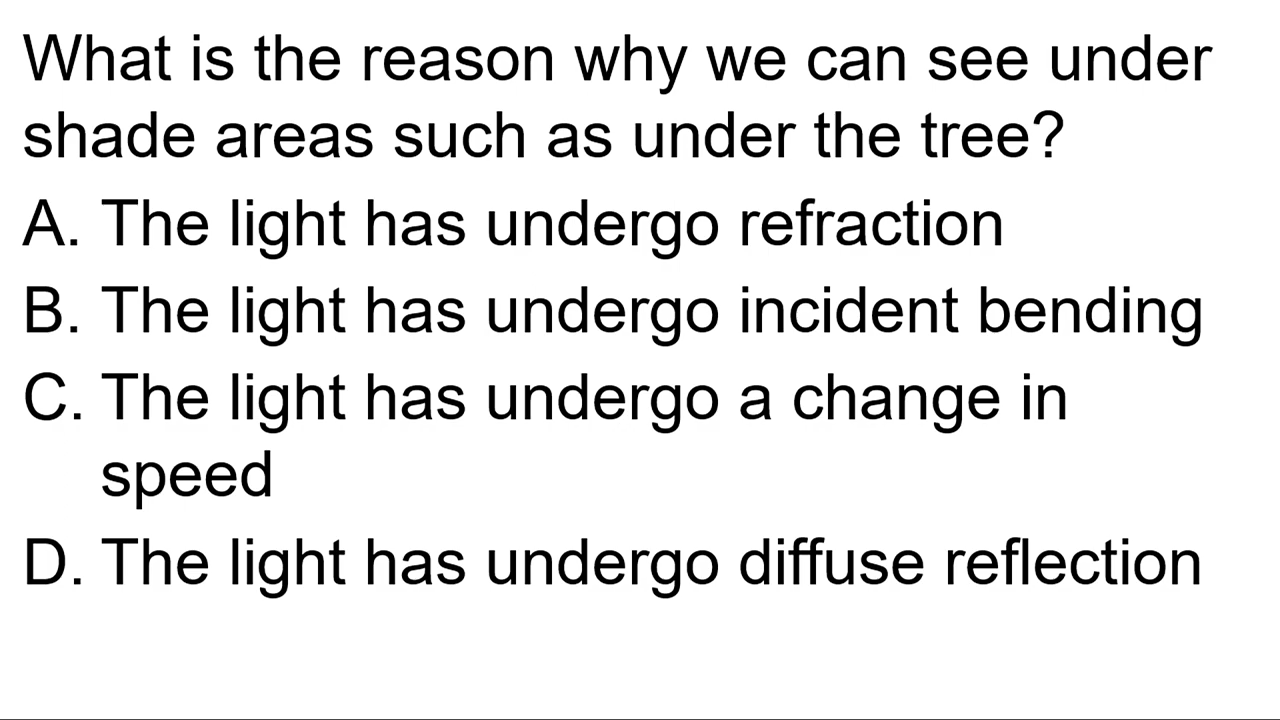 What is the reason why we can see under
shade areas such as under the tree?
A. The light has undergo refraction
B. The light has undergo incident bending
C. The light has undergo a change in
speed
D. The light has undergo diffuse reflection